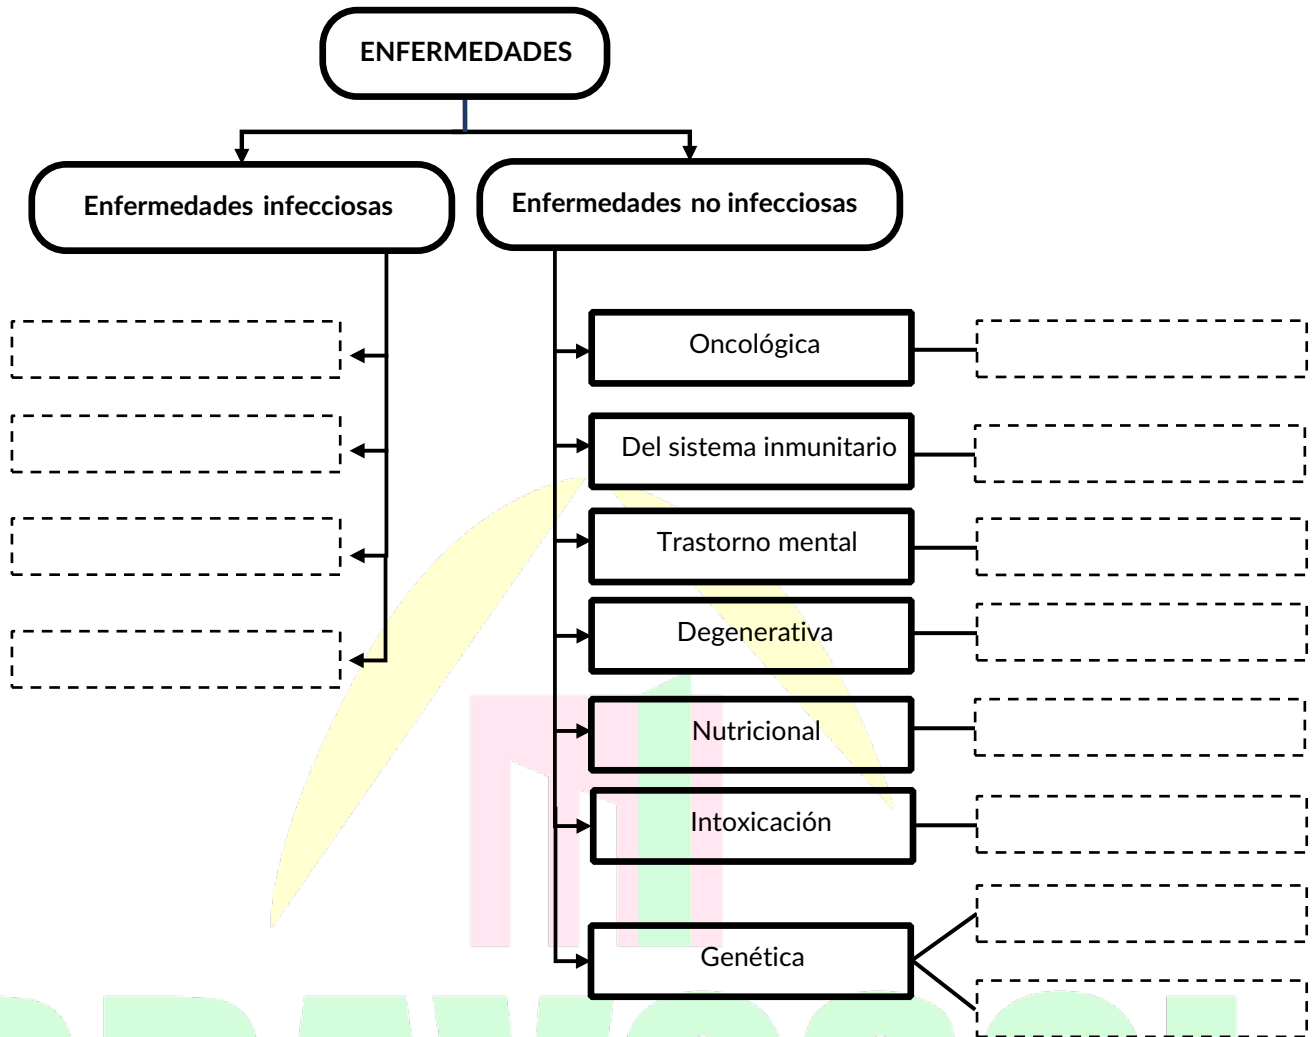 ENFERMEDADES
Enfermedades infecciosas
Enfermedades no infecciosas
Oncológica
Del sistema inmunitario
Trastorno mental
Degenerativa
Nutricional
Intoxicación
Genética